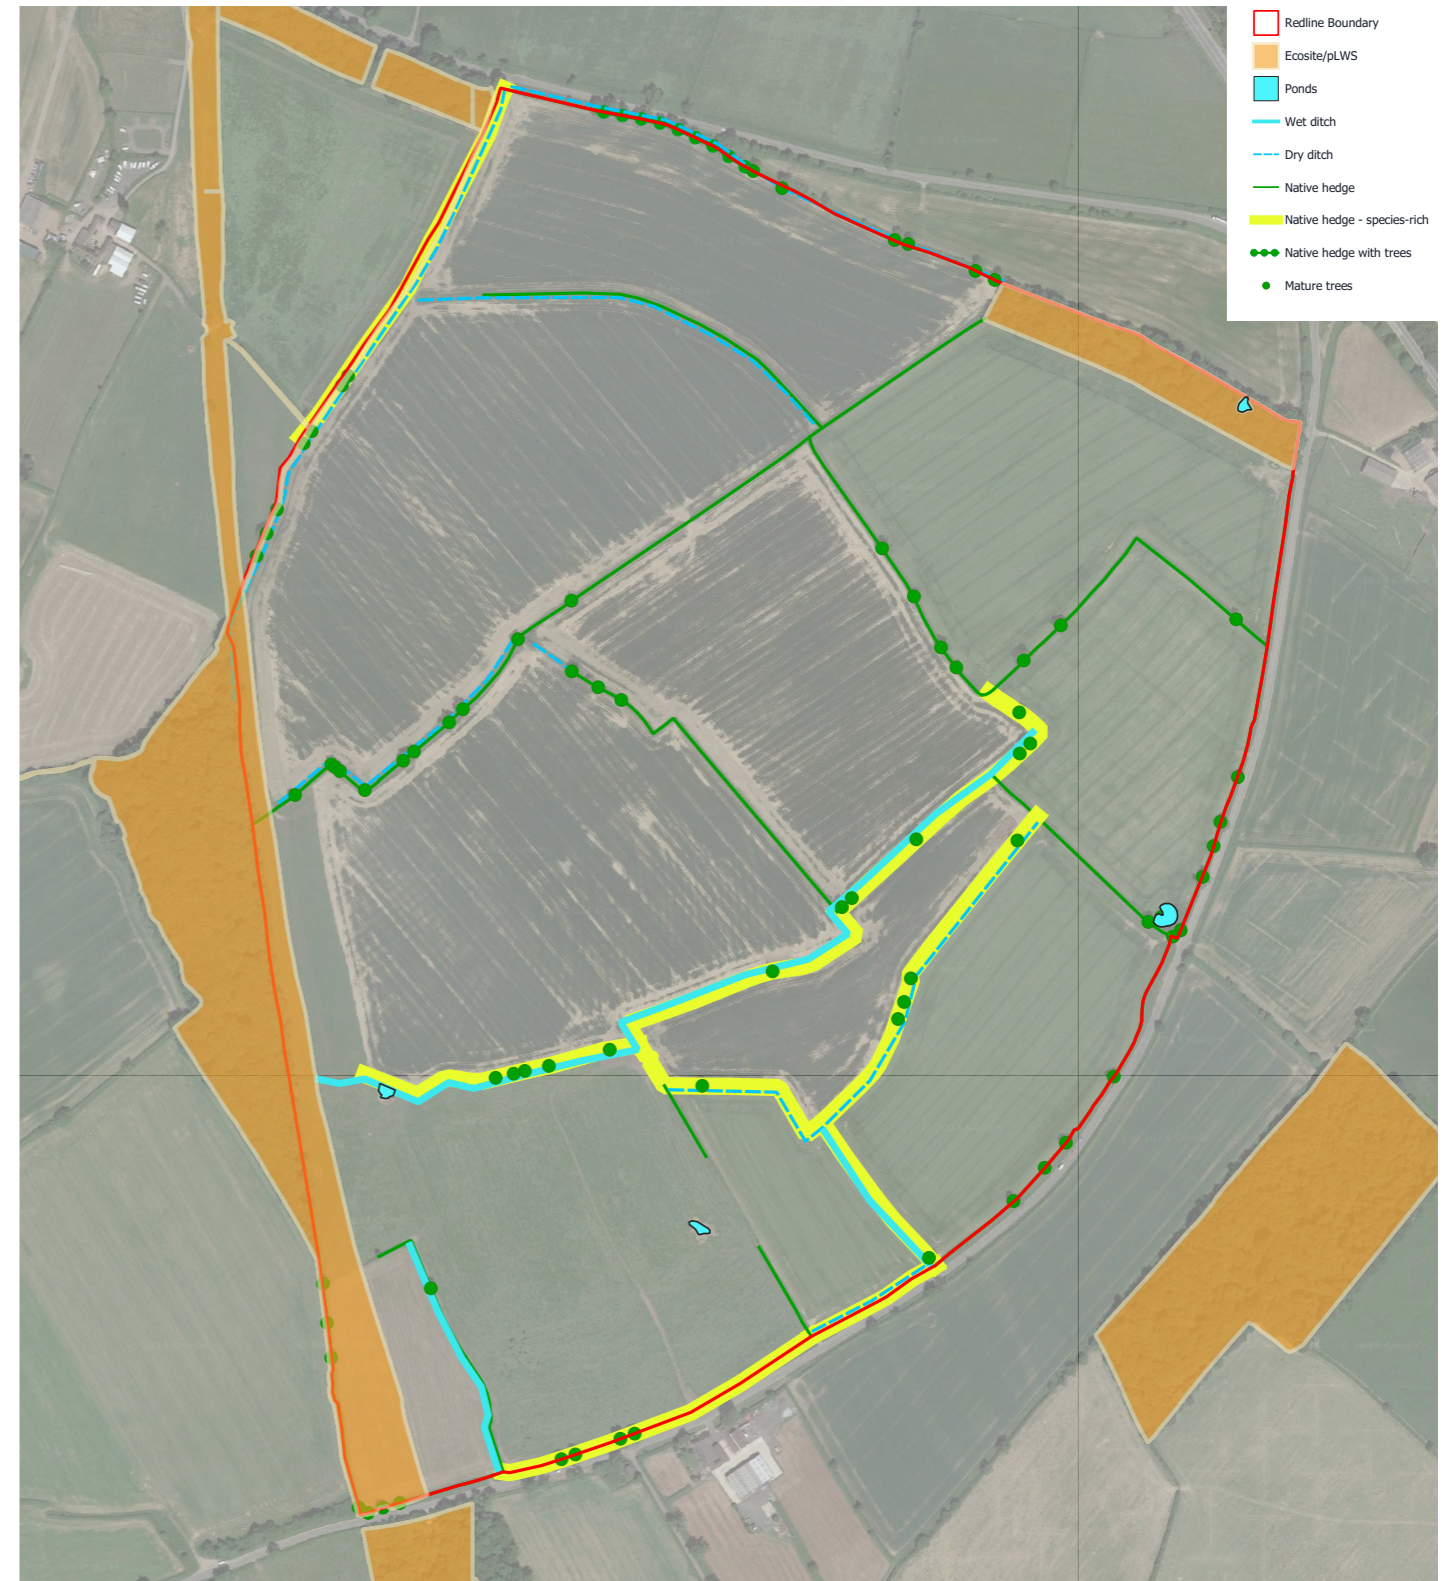 Redline Boundary
Ecosite/pLWS
Ponds
Wet ditch
Dry ditch
Native hedge
Native hedge - species-rich
Native hedge with trees
Mature trees